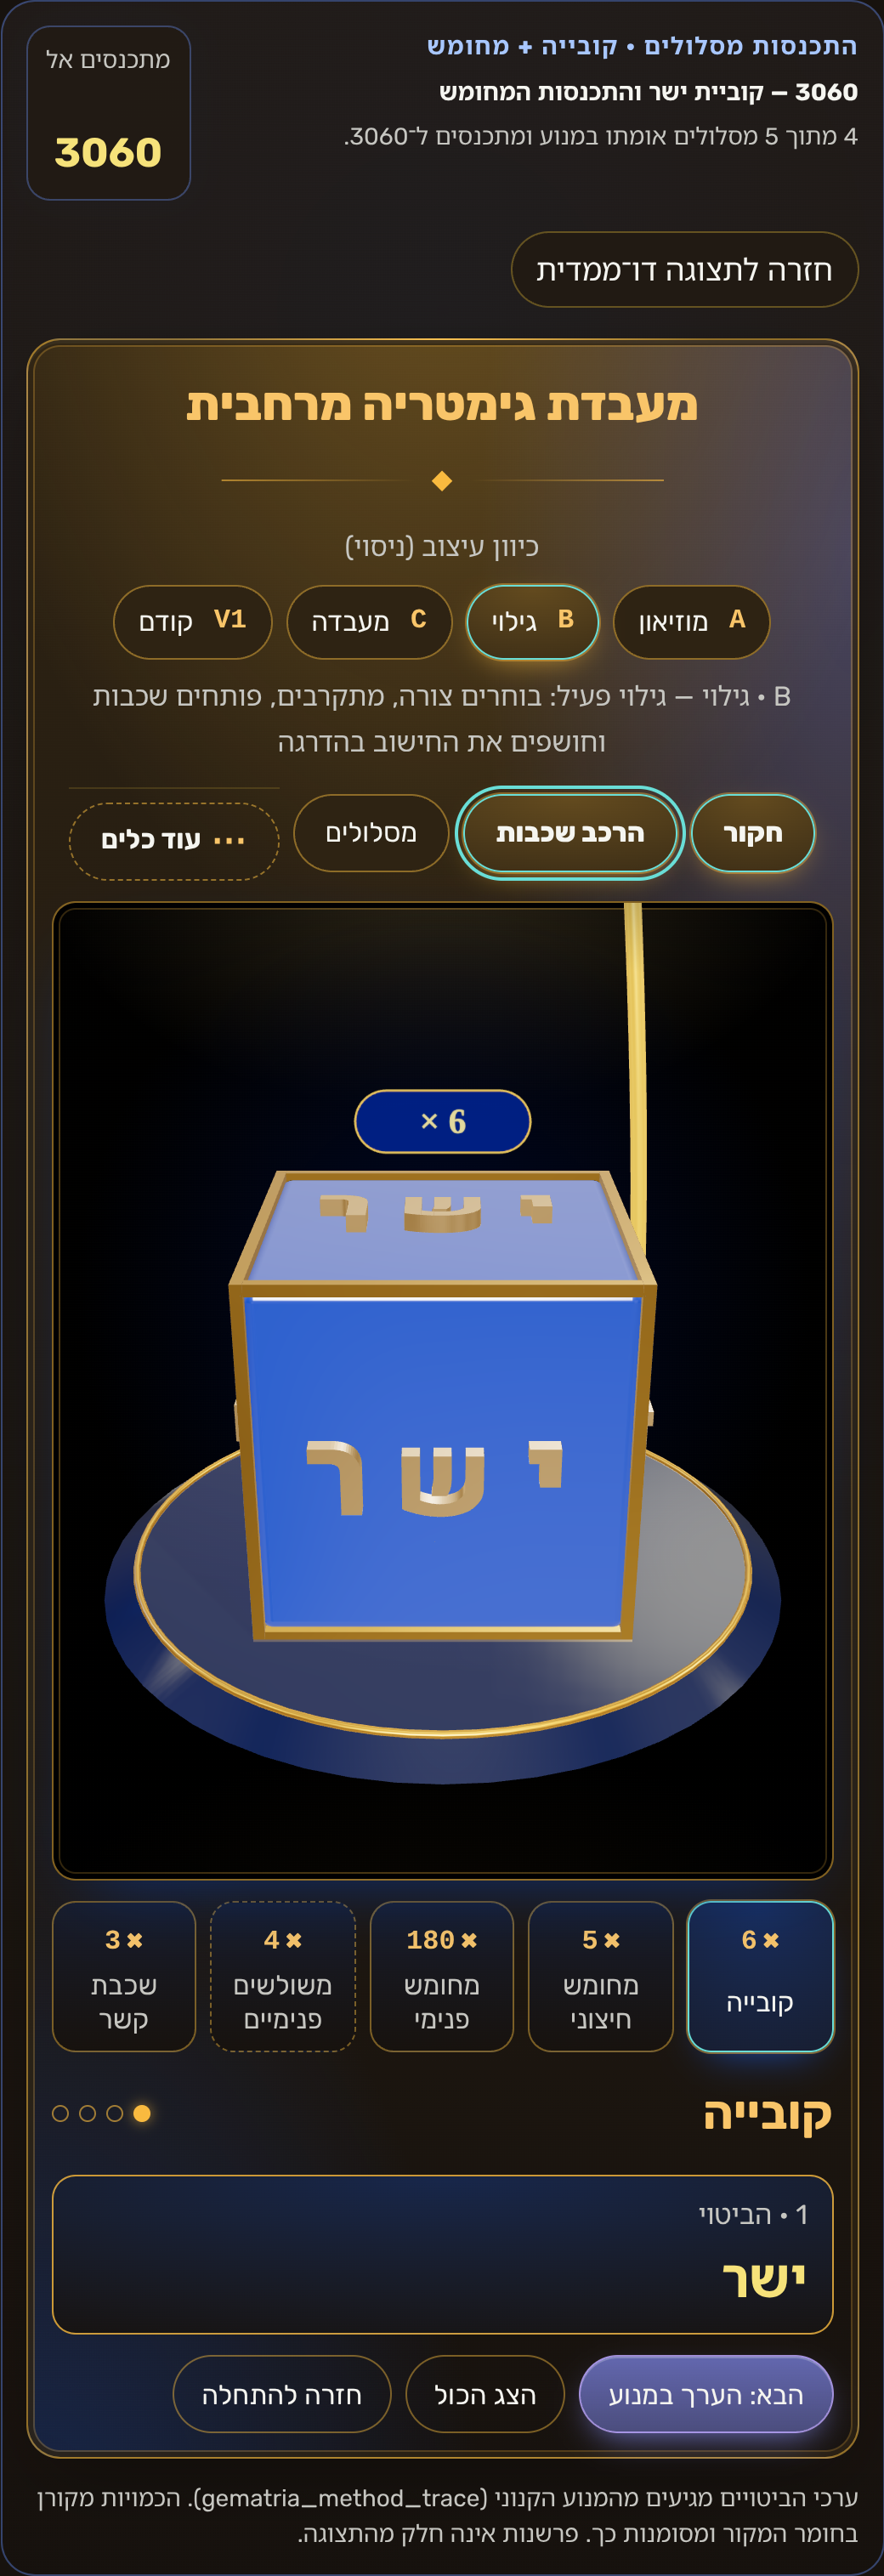 התכנסות מסלולים • קובייה + מחומש
3060 — קוביית ישר והתכנסות המחומש
4 מתוך 5 מסלולים אומתו במנוע ומתכנסים ל־3060.
מתכנסים אל
3060
חזרה לתצוגה דו־ממדית
מעבדת גימטריה מרחבית
כיוון עיצוב (ניסוי)
A מוזיאון
B גילוי
C מעבדה
V1 קודם
B • גילוי — גילוי פעיל: בוחרים צורה, מתקרבים, פותחים שכבות
וחושפים את החישוב בהדרגה
חקור
הרכב שכבות
מסלולים
••• עוד כלים
× 6
ישר
ישר
6 ×
קובייה
5 ×
מחומש
חיצוני
180 ×
מחומש
פנימי
4 ×
משולשים
פנימיים
3 ×
שכבת
קשר
קובייה
1 • הביטוי
ישר
הבא: הערך במנוע
הצג הכול
חזרה להתחלה
ערכי הביטויים מגיעים מהמנוע הקנוני (gematria_method_trace). הכמויות מקורן
בחומר המקור ומסומנות כך. פרשנות אינה חלק מהתצוגה.